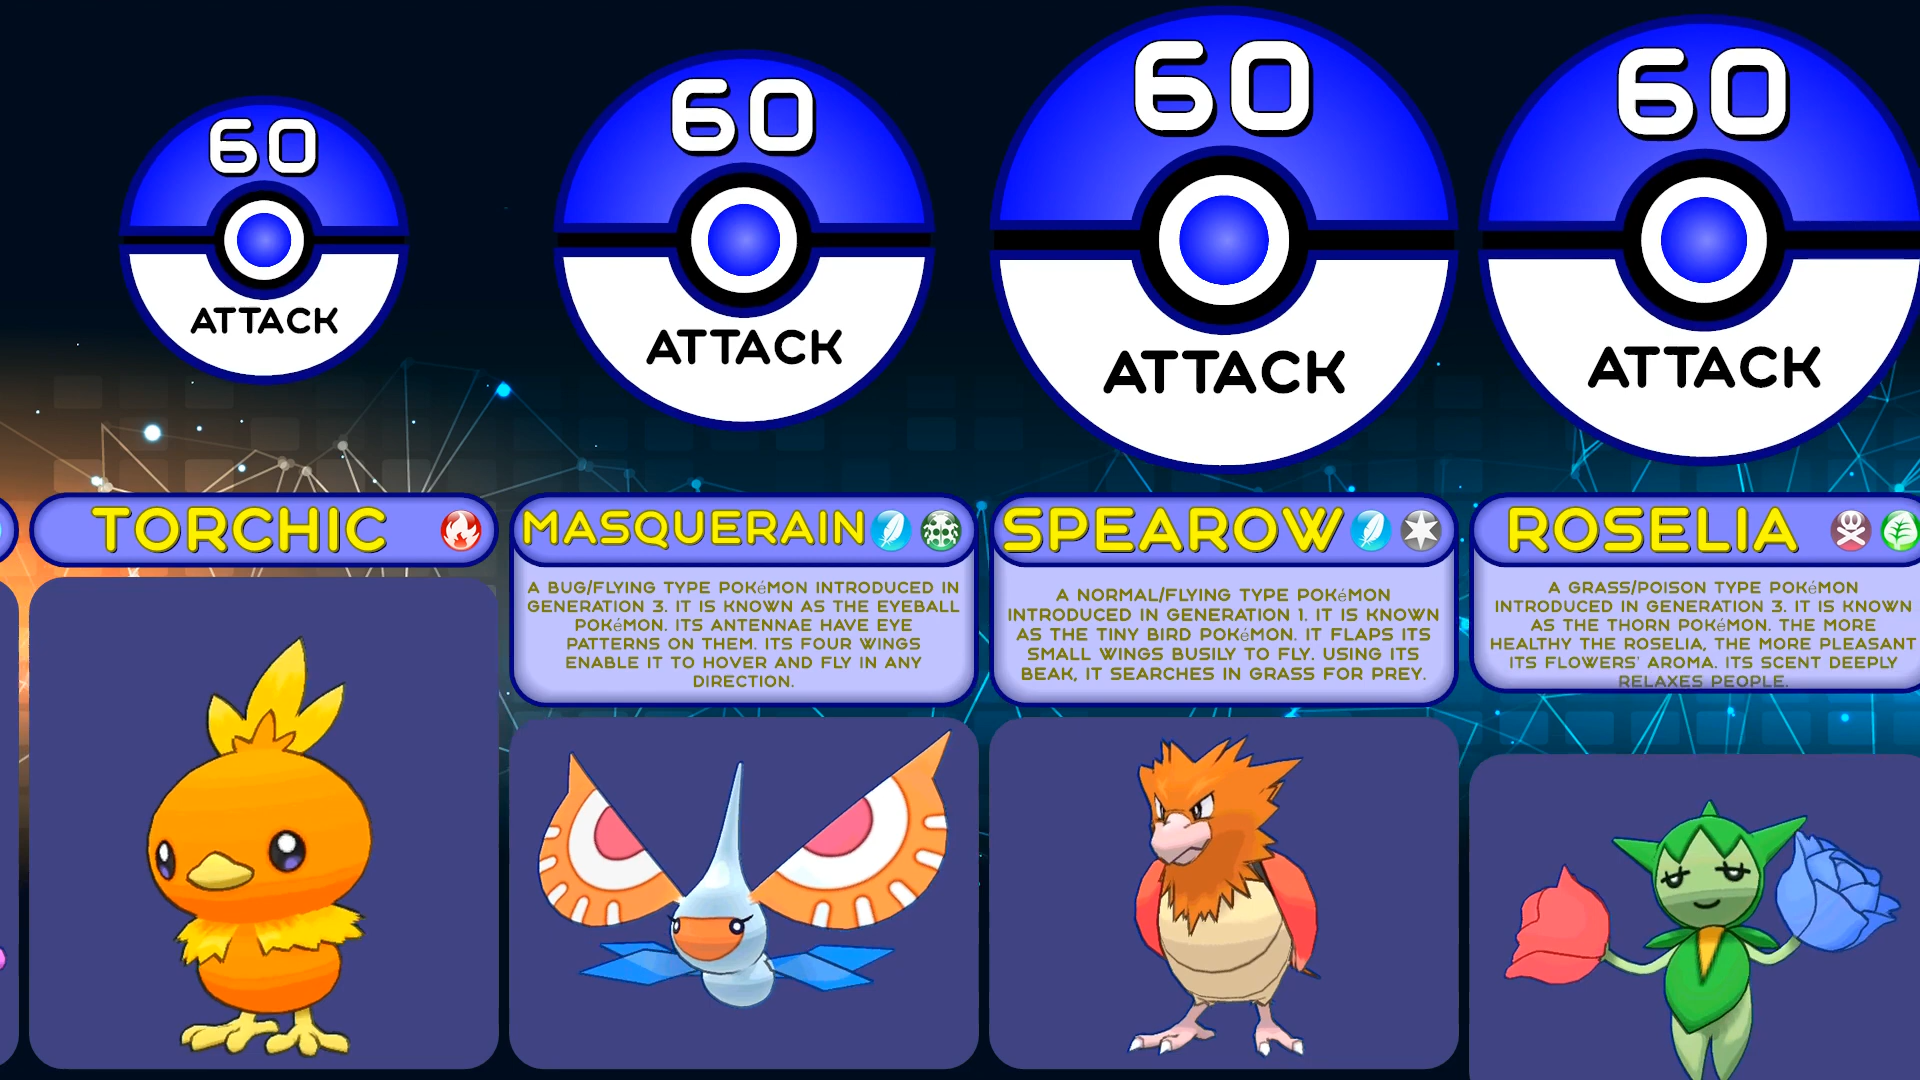 60
ATTACK
60
ATTACK
60
ATTACK
60
ATTACK
TORCHIC
MASQUERAIN
A BUG/FLYING TYPE POKéMON INTRODUCED IN
GENERATION 3. IT IS KNOWN AS THE EYEBALL
POKéMON. ITS ANTENNAE HAVE EYE
PATTERNS ON THEM. ITS FOUR WINGS
ENABLE IT TO HOVER AND FLY IN ANY
DIRECTION.
SPEAROW
A NORMAL/FLYING TYPE POKéMON
INTRODUCED IN GENERATION 1. IT IS KNOWN
AS THE TINY BIRD POKéMON. IT FLAPS ITS
SMALL WINGS BUSILY TO FLY. USING ITS
BEAK, IT SEARCHES IN GRASS FOR PREY.
ROSELIA
A GRASS/POISON TYPE POKéMON
INTRODUCED IN GENERATION 3. IT IS KNOWN
AS THE THORN POKéMON. THE MORE
HEALTHY THE ROSELIA, THE MORE PLEASANT
ITS FLOWERS' AROMA. ITS SCENT DEEPLY
RELAXES PEOPLE.